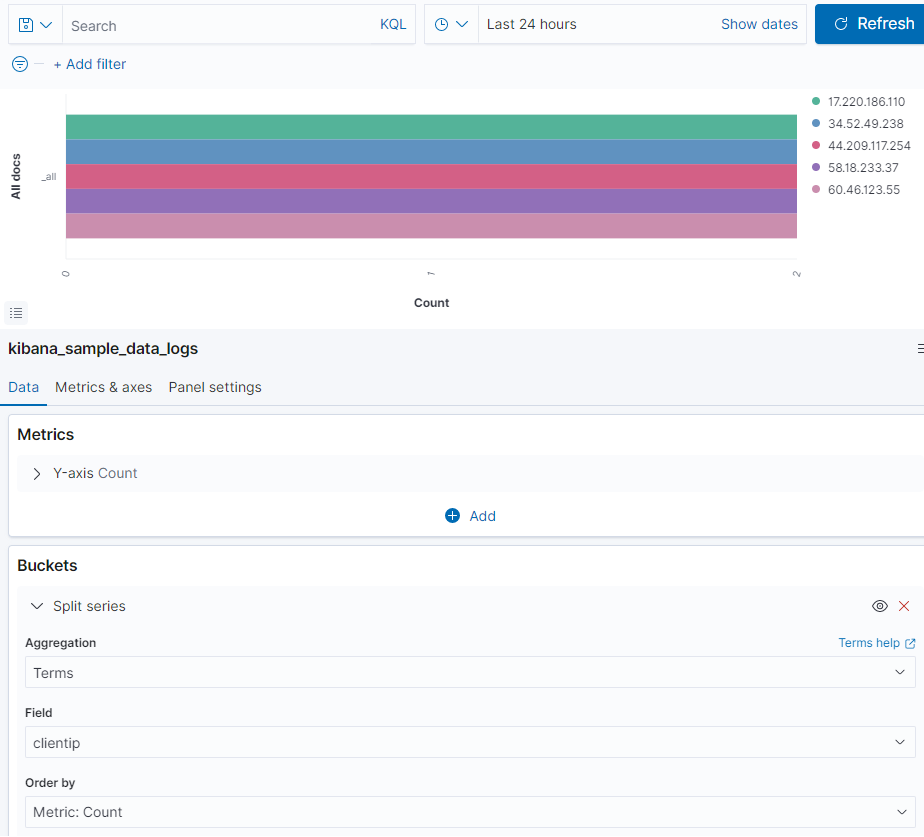 Search KQL Last 24 hours Show dates Refresh
+ Add filter
17.220.186.110
34.52.49.238
44.209.117.254
58.18.233.37
60.46.123.55
All docs
_all
0 1 2
Count
kibana_sample_data_logs
Data Metrics & axes Panel settings
Metrics
Y-axis Count
Add
Buckets
Split series
Aggregation Terms help
Terms
Field
clientip
Order by
Metric: Count